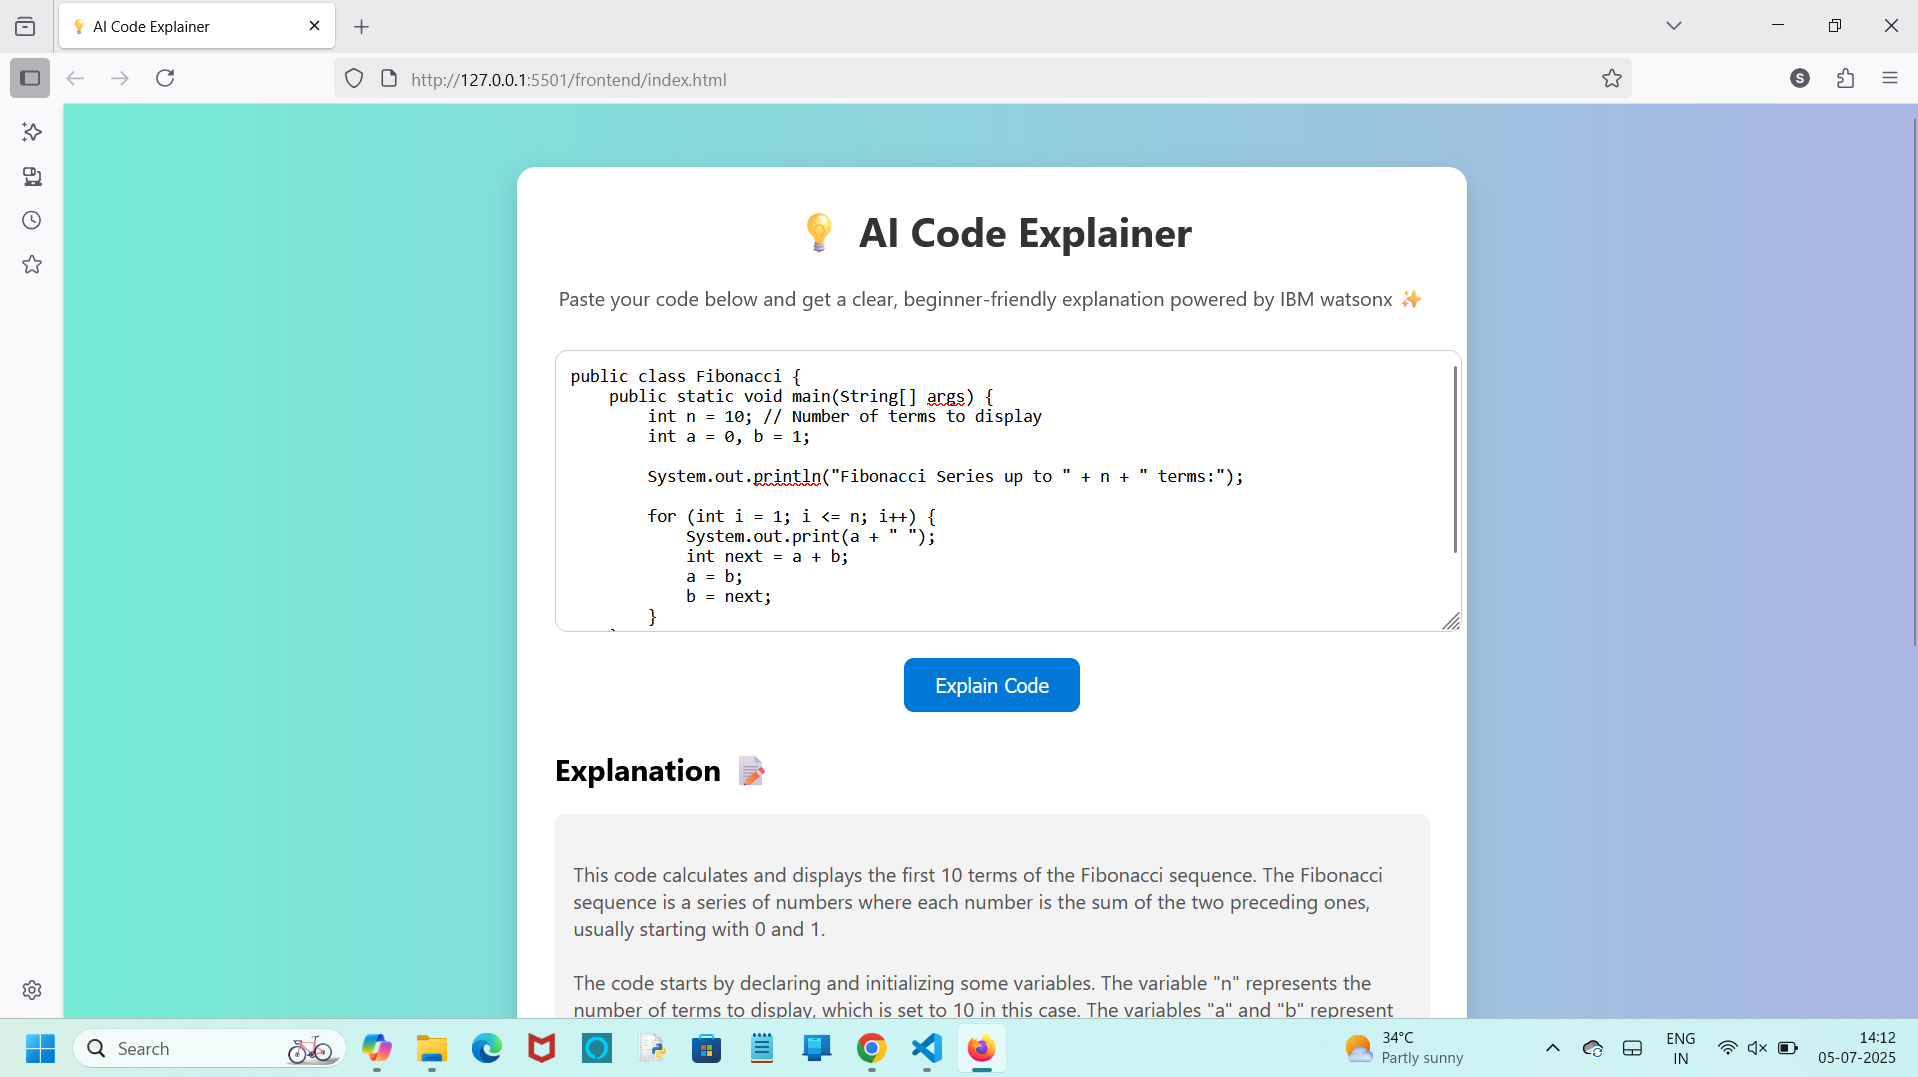 AI Code Explainer
http://127.0.0.1:5501/frontend/index.html
S
AI Code Explainer
Paste your code below and get a clear, beginner-friendly explanation powered by IBM watsonx
public class Fibonacci {
    public static void main(String[] args) {
        int n = 10; // Number of terms to display
        int a = 0, b = 1;
        System.out.println("Fibonacci Series up to " + n + " terms:");
        for (int i = 1; i <= n; i++) {
            System.out.print(a + " ");
            int next = a + b;
            a = b;
            b = next;
        }
Explain Code
Explanation
This code calculates and displays the first 10 terms of the Fibonacci sequence. The Fibonacci
sequence is a series of numbers where each number is the sum of the two preceding ones,
usually starting with 0 and 1.
The code starts by declaring and initializing some variables. The variable "n" represents the
number of terms to display, which is set to 10 in this case. The variables "a" and "b" represent
Search
34°C
Partly sunny
ENG
IN
14:12
05-07-2025